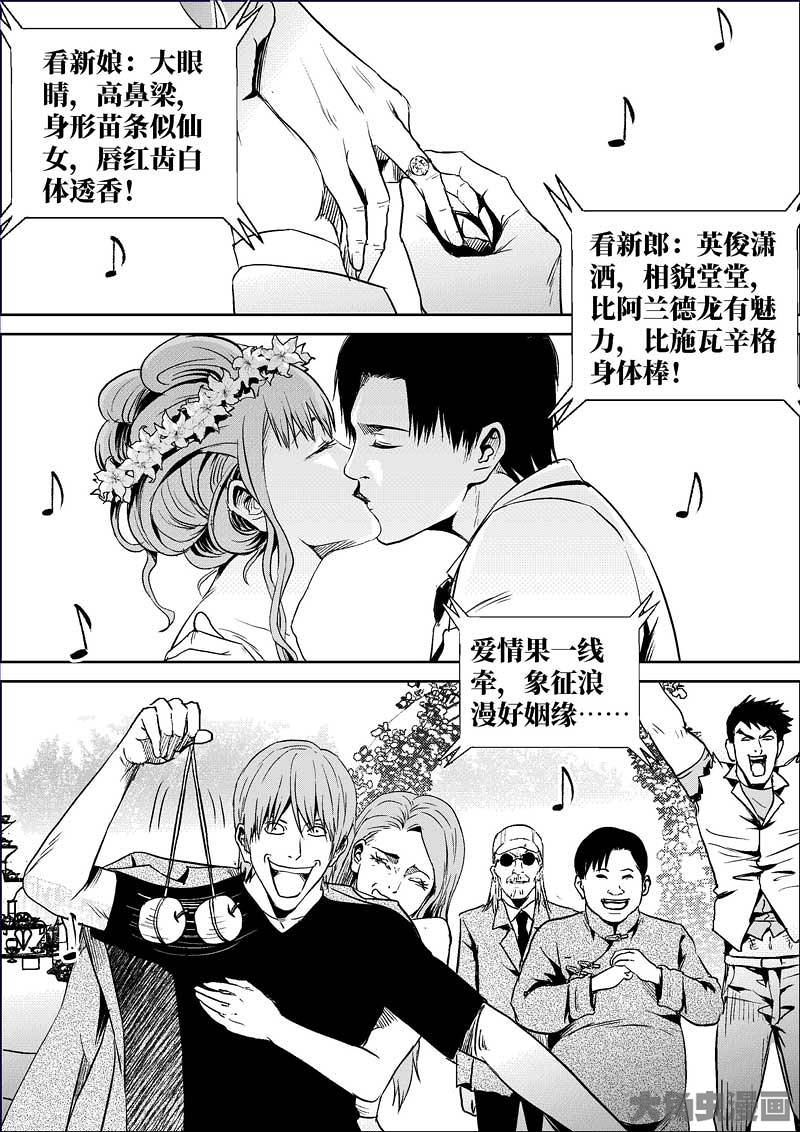 看新娘：大眼
睛，高鼻梁，
身形苗条似仙
女，唇红齿白
体透香！
看新郎：英俊潇
洒，相貌堂堂，
比阿兰德龙有魅
力，比施瓦辛格
身体棒！
爱情果一线
牵，象征浪
漫好姻缘……
大角虫漫画